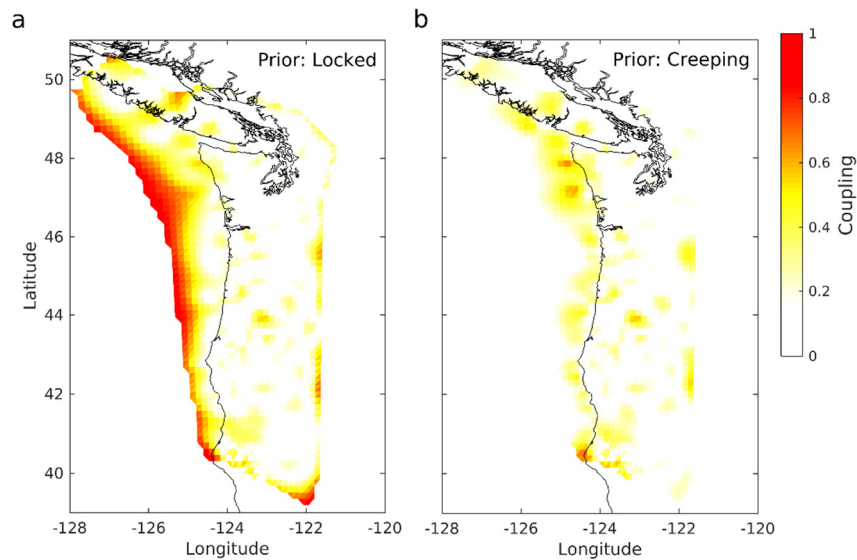 a
b
Prior: Locked
Prior: Creeping
50
48
46
44
42
40
Latitude
-128
-126
-124
-122
-120
Longitude
-128
-126
-124
-122
-120
Longitude
1
0.8
0.6
0.4
0.2
0
Coupling